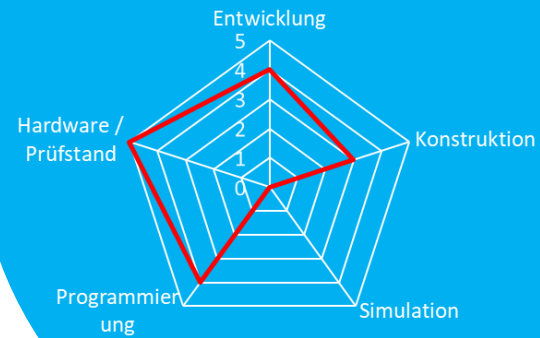 Entwicklung
5
4
3
2
1
0
Hardware /
Prüfstand
Konstruktion
Programmier
ung
Simulation